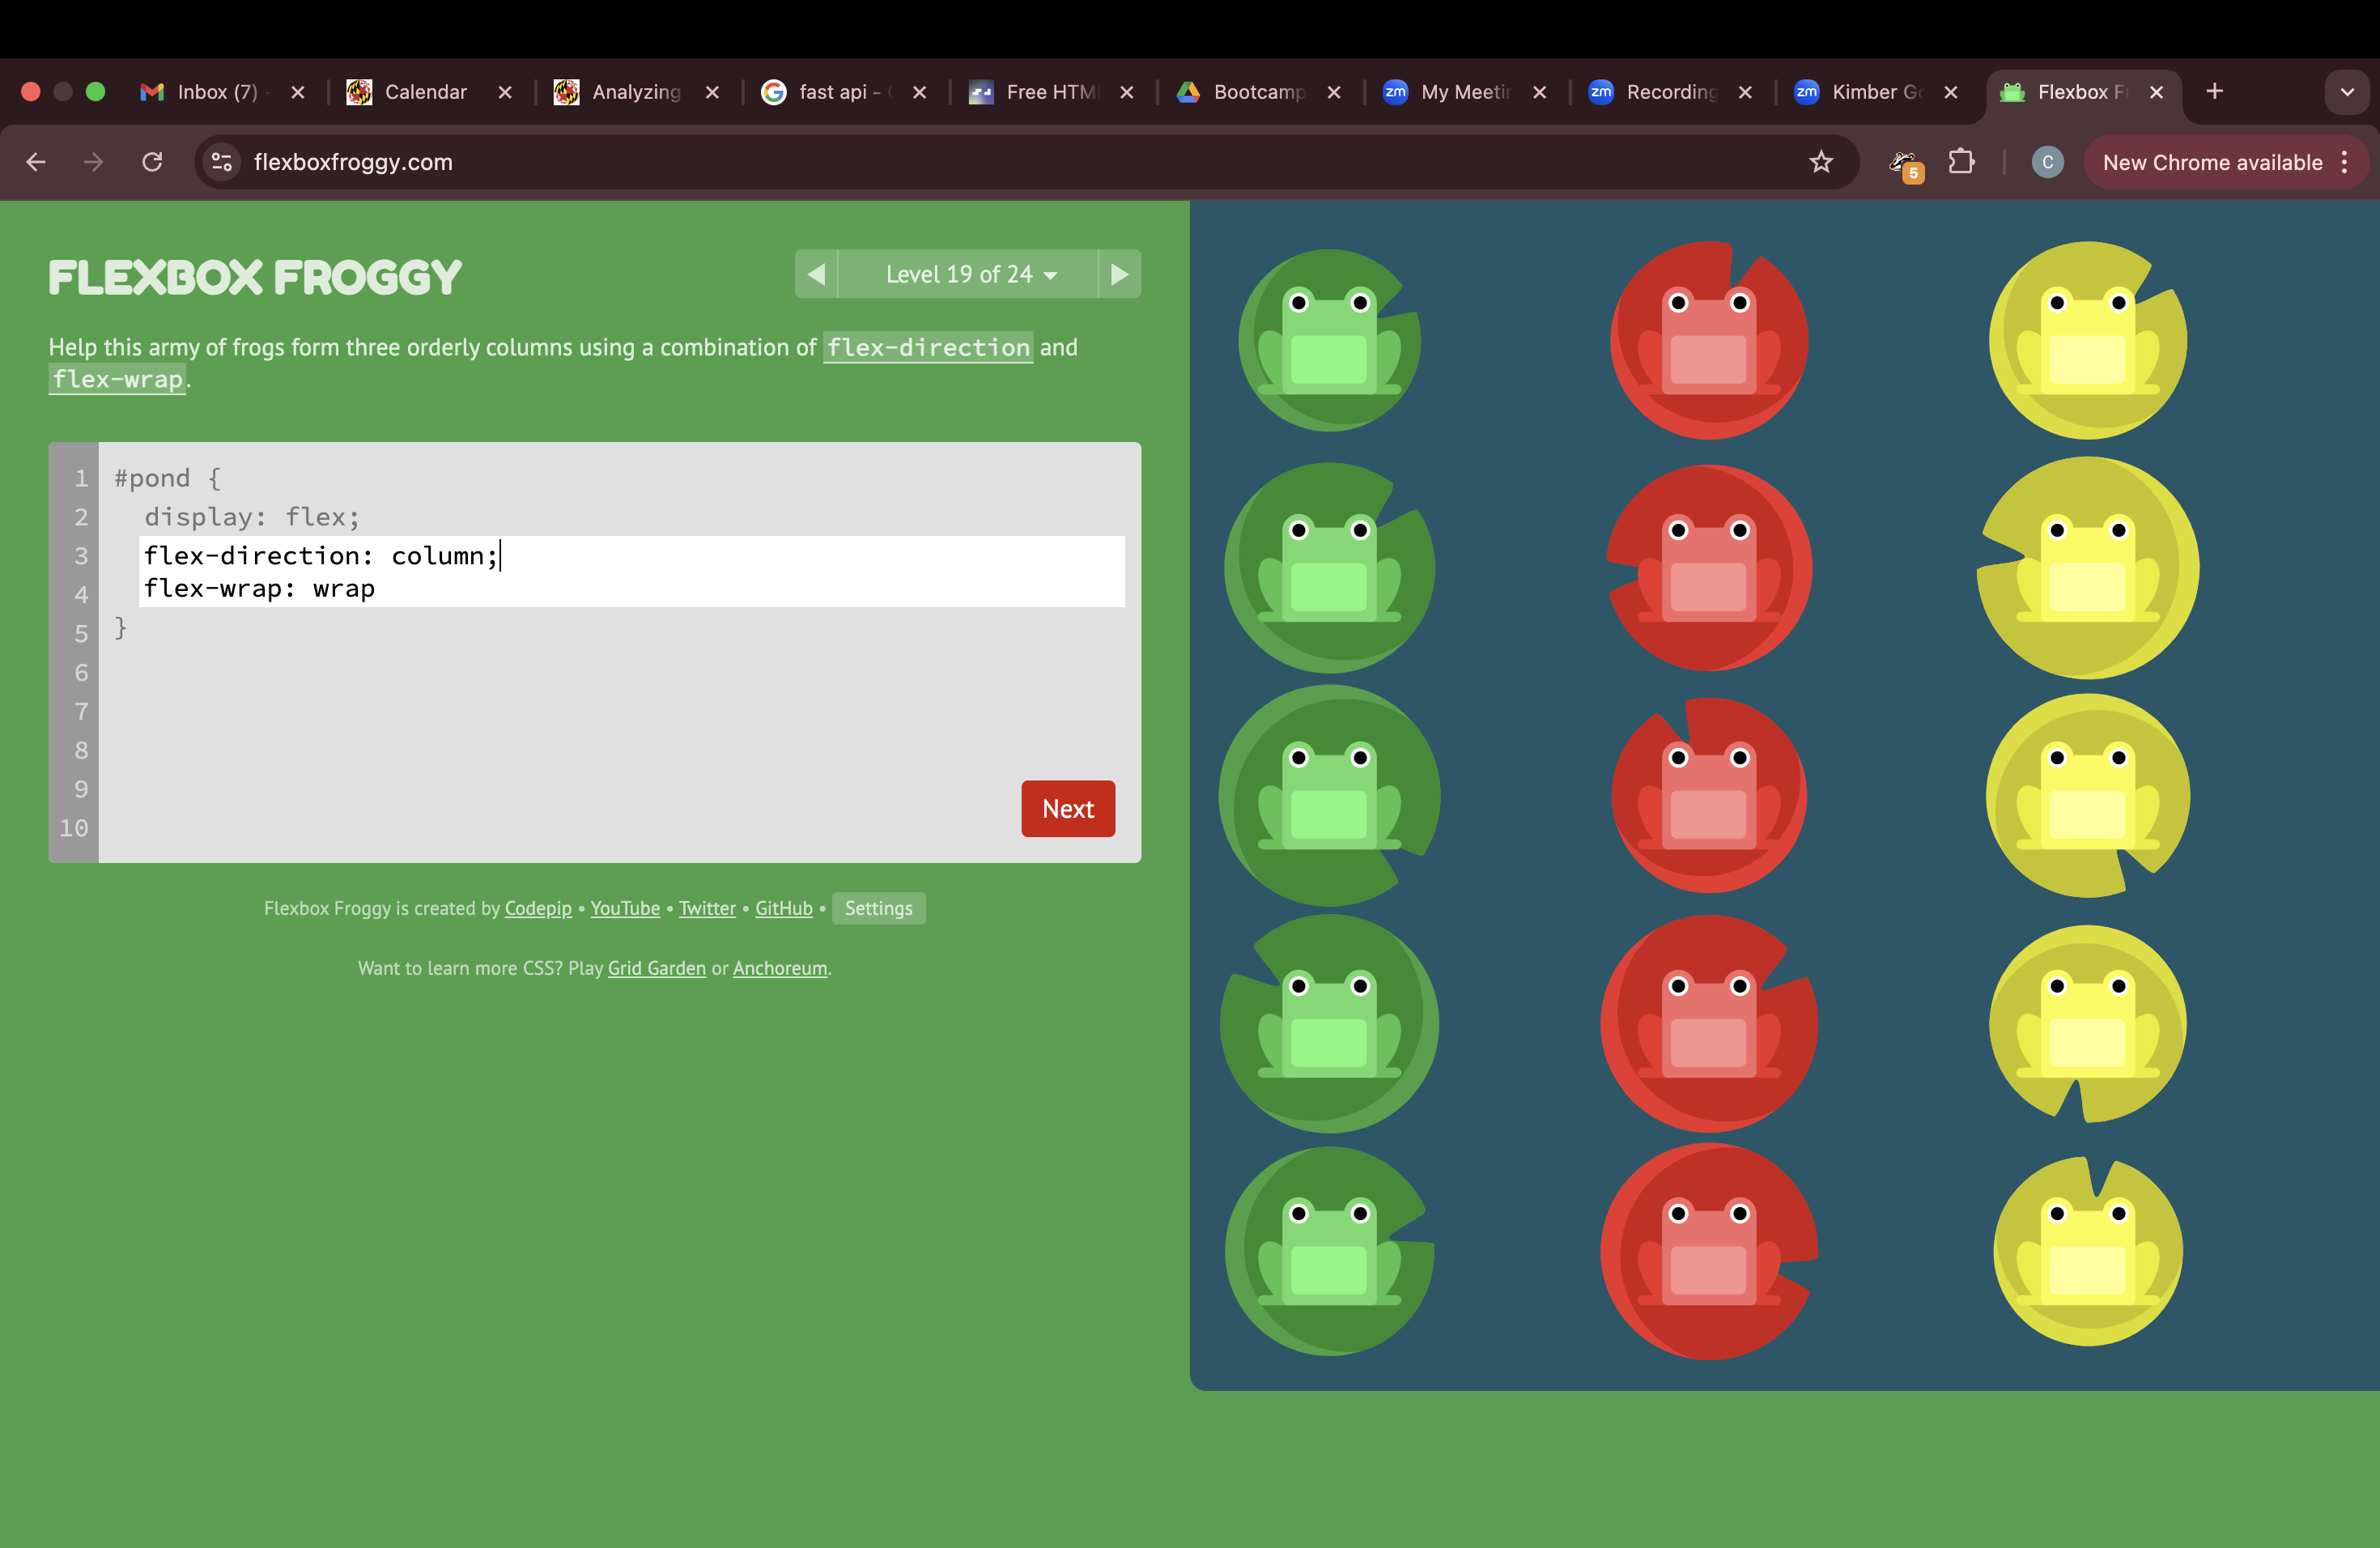 Inbox (7) -
Calendar
Analyzing
fast api -
Free HTM
Bootcamp
My Meetin
Recording
Kimber G
Flexbox F
flexboxfroggy.com
5
C
New Chrome available
FLEXBOX FROGGY
Level 19 of 24
Help this army of frogs form three orderly columns using a combination of flex-direction and
flex-wrap.
1 #pond {
2 display: flex;
3 flex-direction: column;
4 flex-wrap: wrap
5 }
6
7
8
9
10
Next
Flexbox Froggy is created by Codepip • YouTube • Twitter • GitHub • Settings
Want to learn more CSS? Play Grid Garden or Anchoreum.